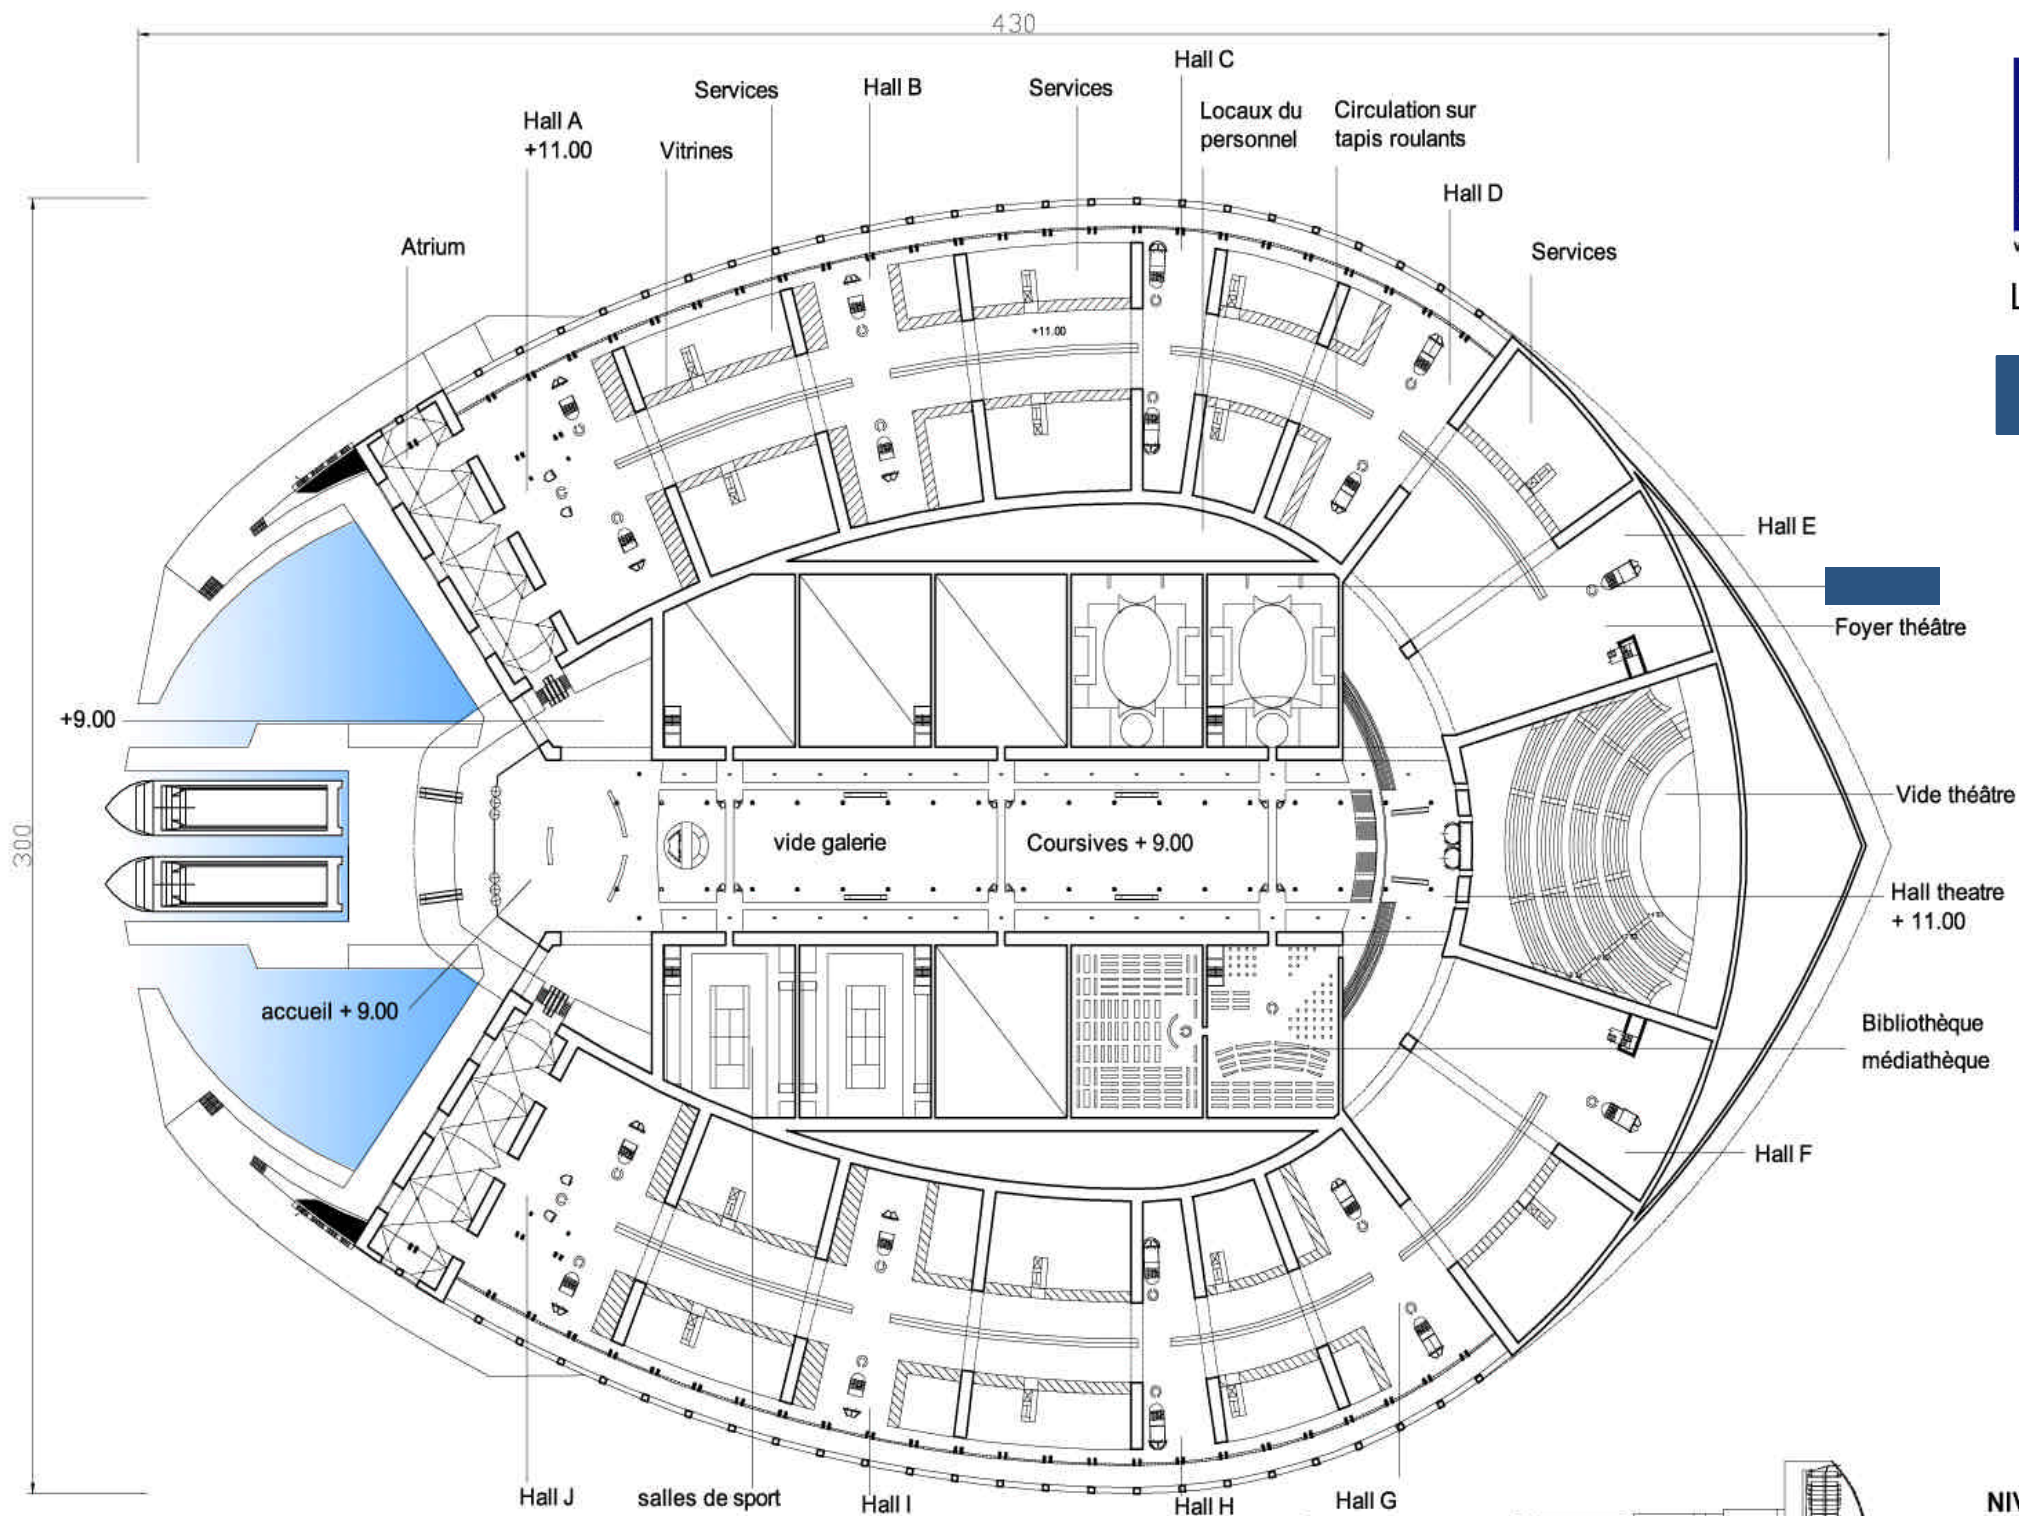 430
Hall C
Services
Hall B
Services
Hall A
+11.00
Locaux du
personnel
Circulation sur
tapis roulants
Vitrines
Hall D
Atrium
Services
+11.00
Hall E
Foyer théâtre
+9.00
Vide théâtre
300
vide galerie
Coursives + 9.00
Hall theatre
+ 11.00
accueil + 9.00
Bibliothèque
médiathèque
Hall F
Hall J
salles de sport
Hall I
Hall H
Hall G
NIV